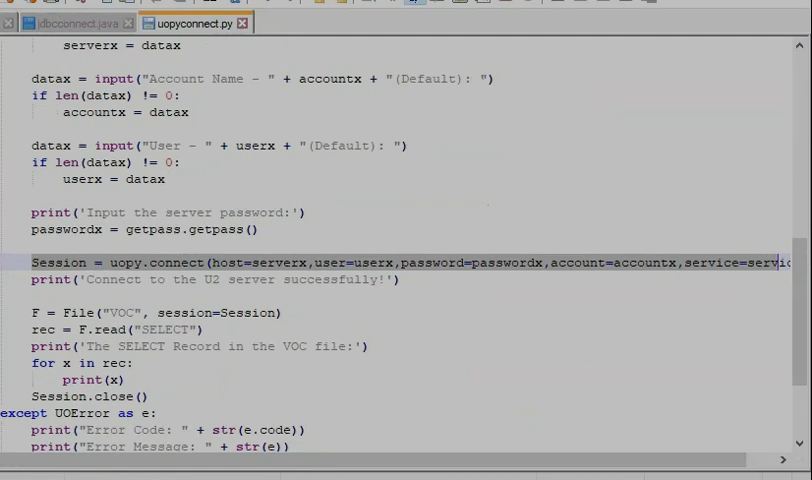 jdbcconnect.java uopyconnect.py
serverx = datax
datax = input("Account Name - " + accountx + "(Default): ")
if len(datax) != 0:
accountx = datax
datax = input("User - " + userx + "(Default): ")
if len(datax) != 0:
userx = datax
print('Input the server password:')
passwordx = getpass.getpass()
Session = uopy.connect(host=serverx,user=userx,password=passwordx,account=accountx,service=servic
print('Connect to the U2 server successfully!')
F = File("VOC", session=Session)
rec = F.read("SELECT")
print('The SELECT Record in the VOC file:')
for x in rec:
print(x)
Session.close()
except UOError as e:
print("Error Code: " + str(e.code))
print("Error Message: " + str(e))